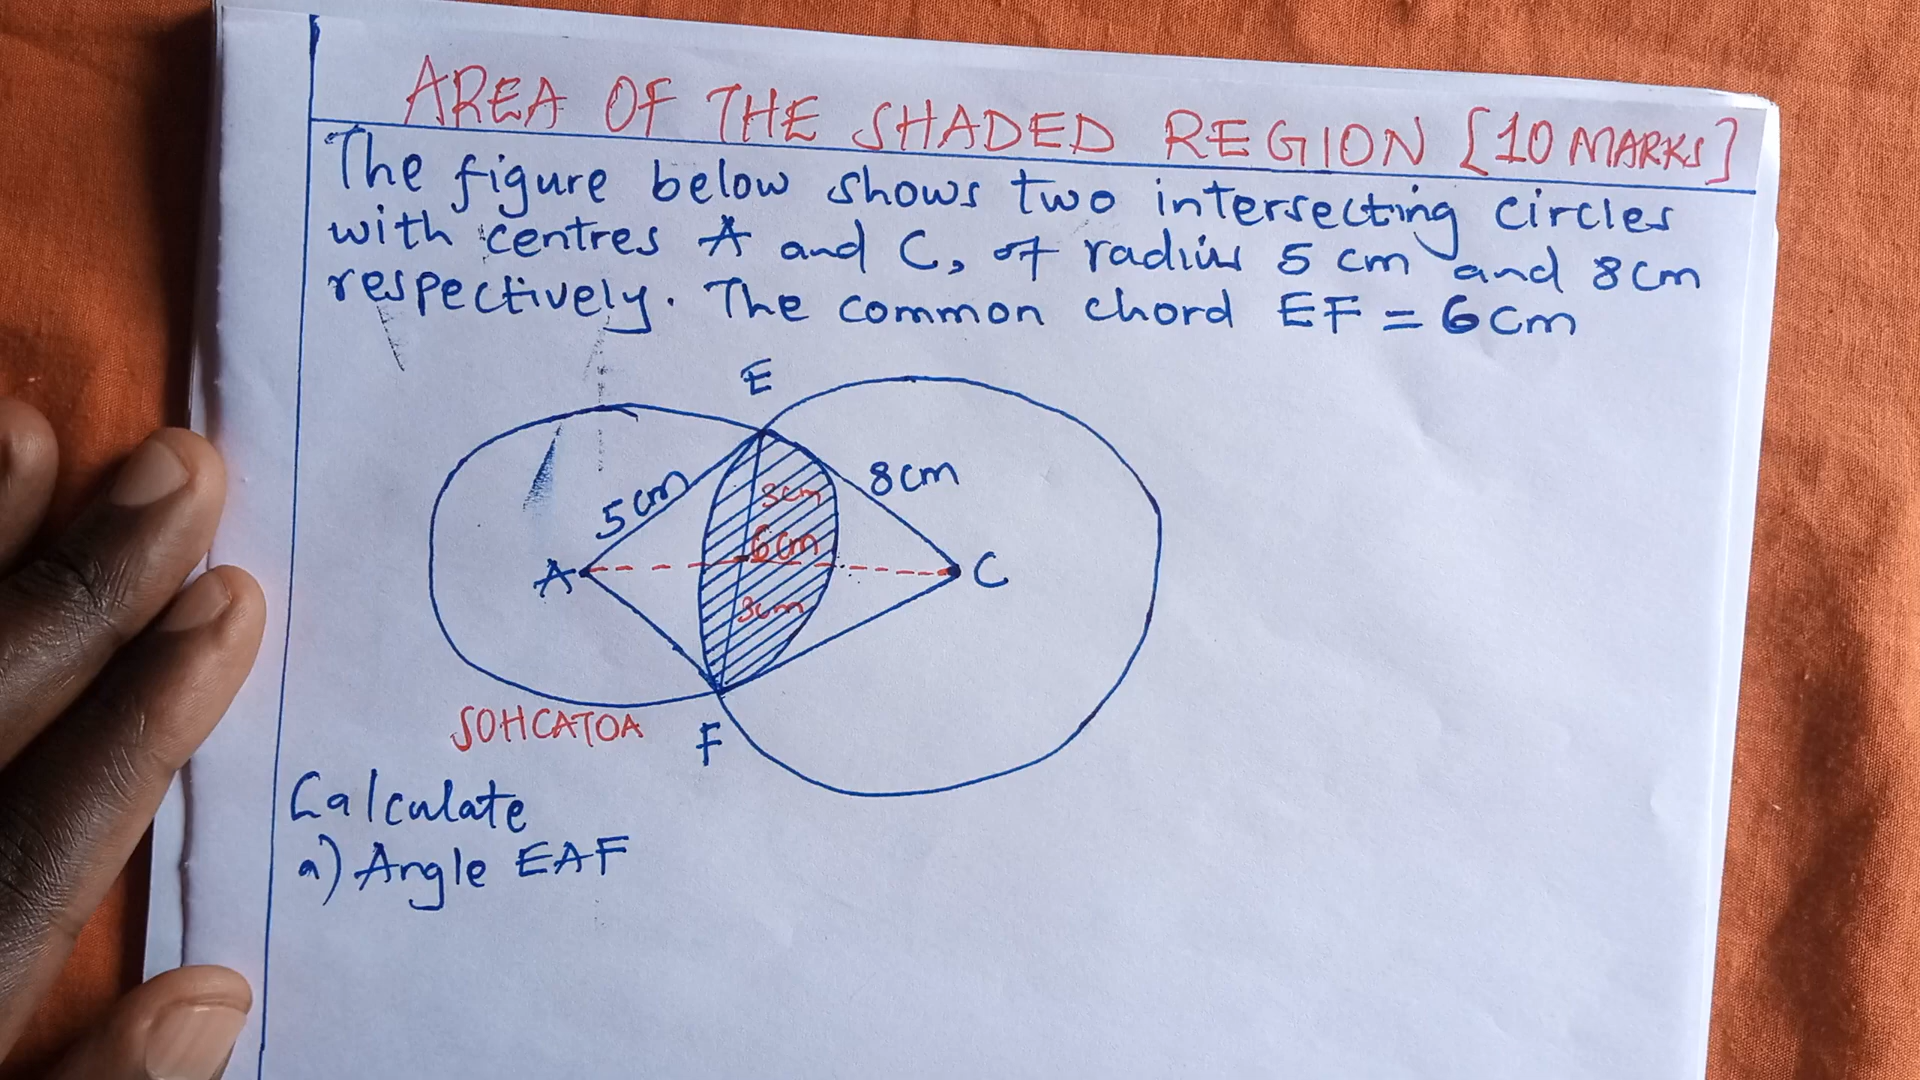 AREA OF THE SHADED REGION [10 MARKS]
The figure below shows two intersecting circles
with centres A and C, of radius 5 cm and 8cm
respectively. The common chord EF = 6cm
E
5cm
8cm
3cm
6cm
A
C
3cm
SOHCATOA
F
Calculate
a) Angle EAF